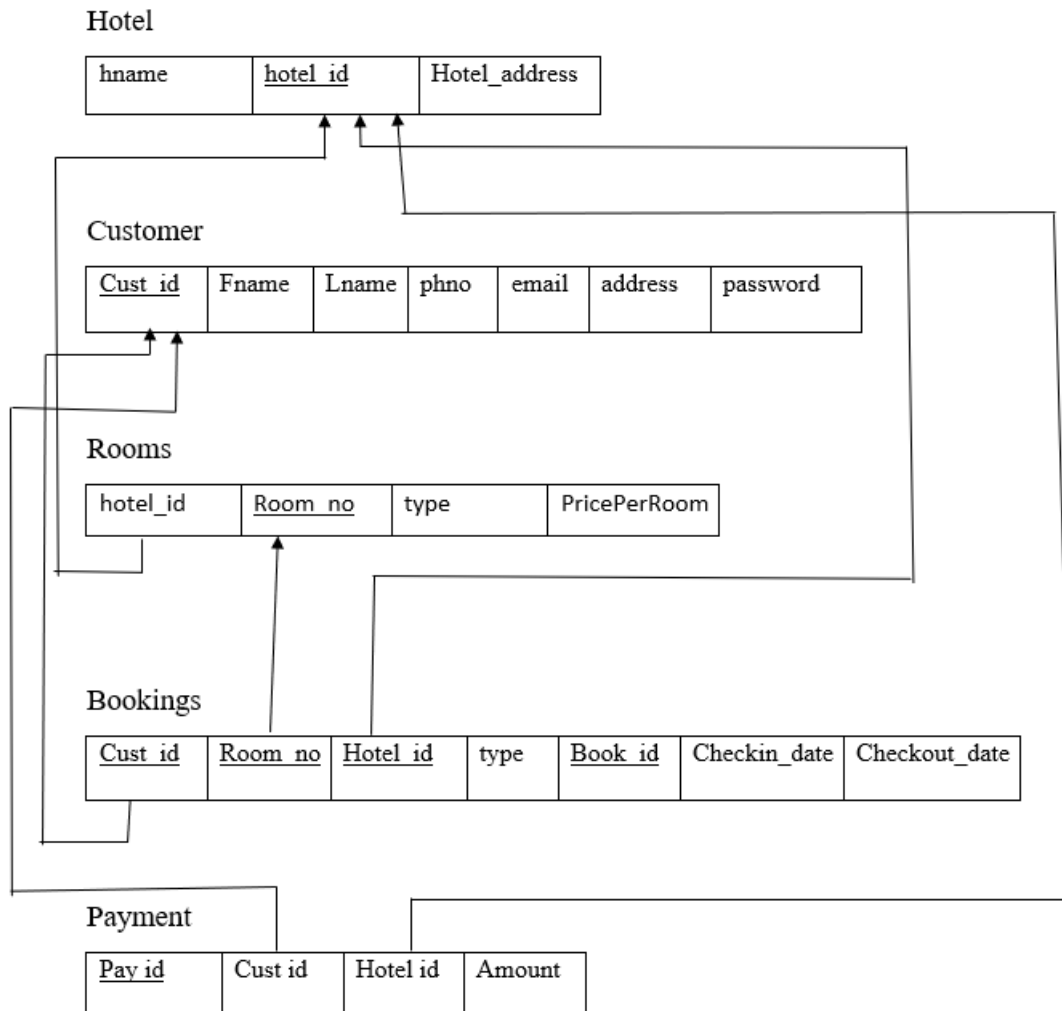 Hotel
hname hotel_id Hotel_address
Customer
Cust_id Fname Lname phno email address password
Rooms
hotel_id Room_no type PricePerRoom
Bookings
Cust_id Room_no Hotel_id type Book_id Checkin_date Checkout_date
Payment
Pay id Cust id Hotel id Amount